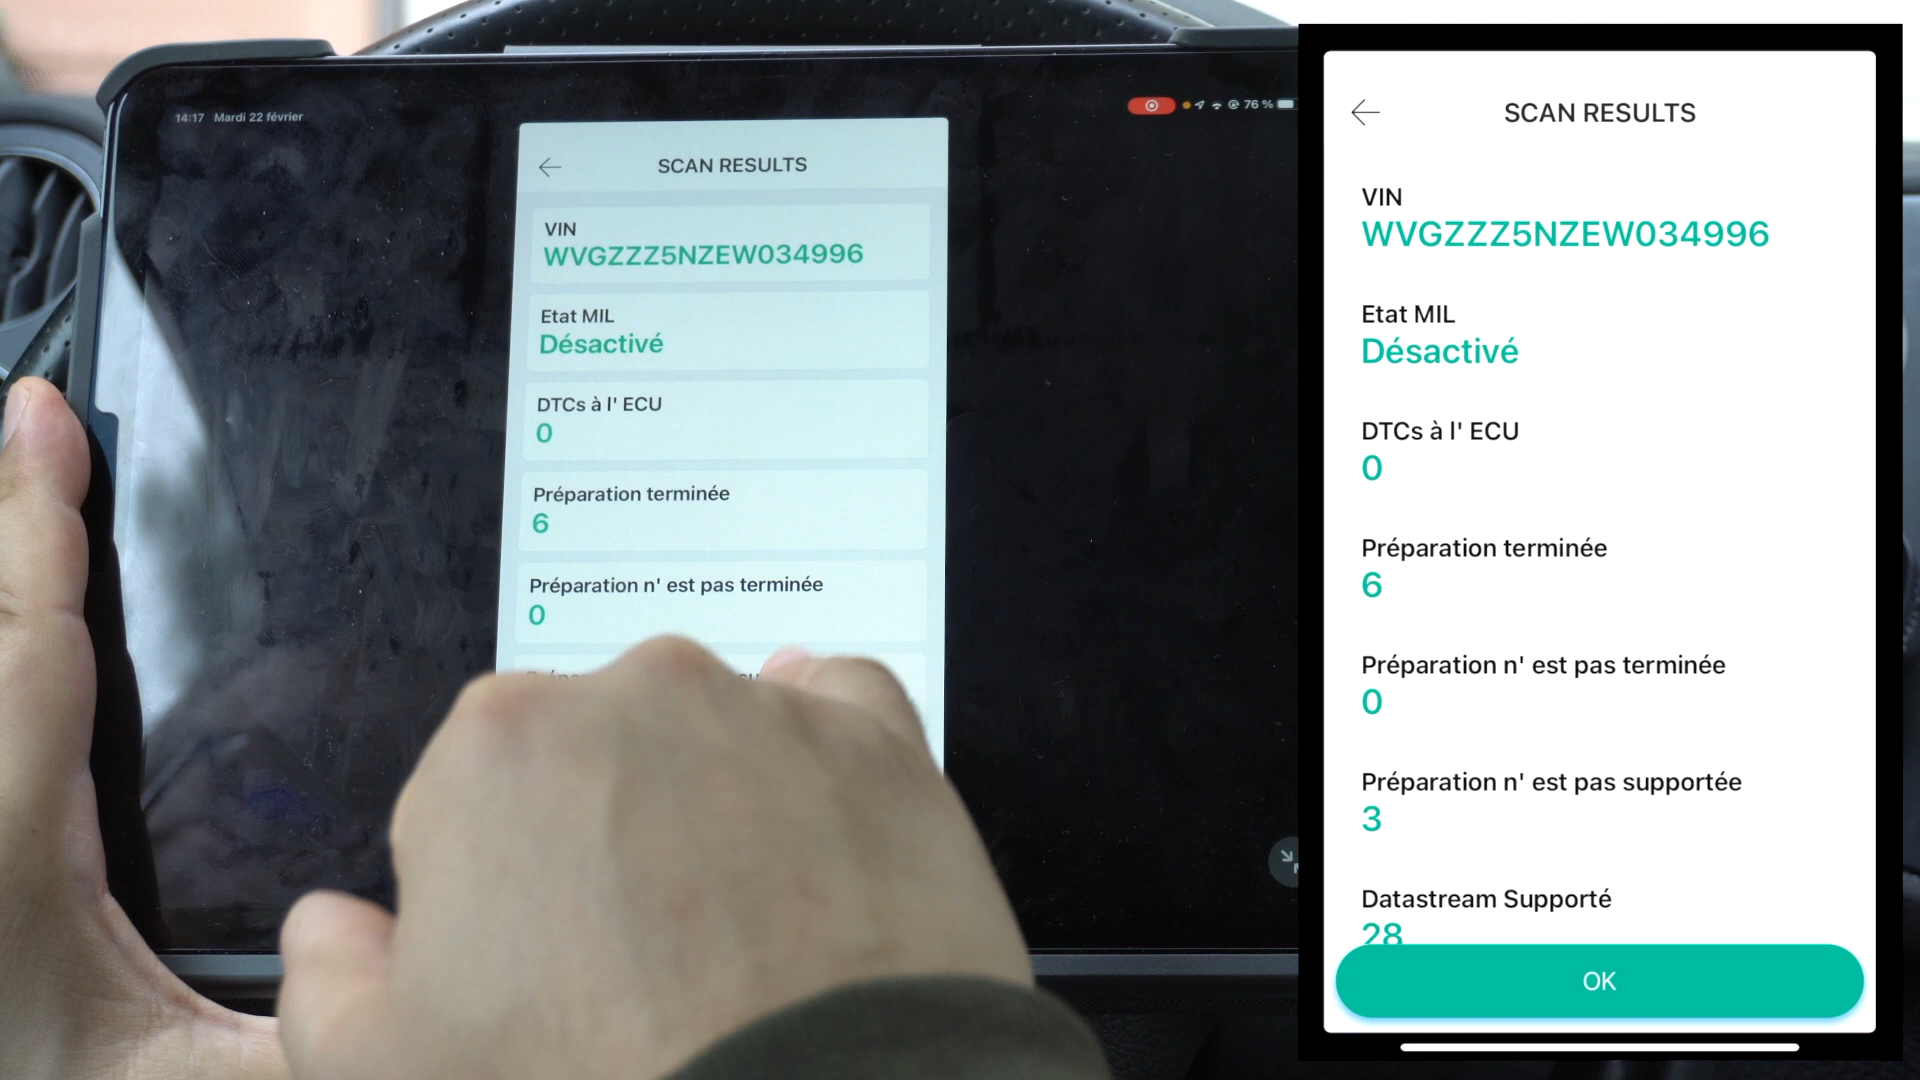 14:17 Mardi 22 février
76 %
SCAN RESULTS
VIN
WVGZZZ5NZEW034996
Etat MIL
Désactivé
DTCs à l' ECU
0
Préparation terminée
6
Préparation n' est pas terminée
0
SCAN RESULTS
VIN
WVGZZZ5NZEW034996
Etat MIL
Désactivé
DTCs à l' ECU
0
Préparation terminée
6
Préparation n' est pas terminée
0
Préparation n' est pas supportée
3
Datastream Supporté
28
OK